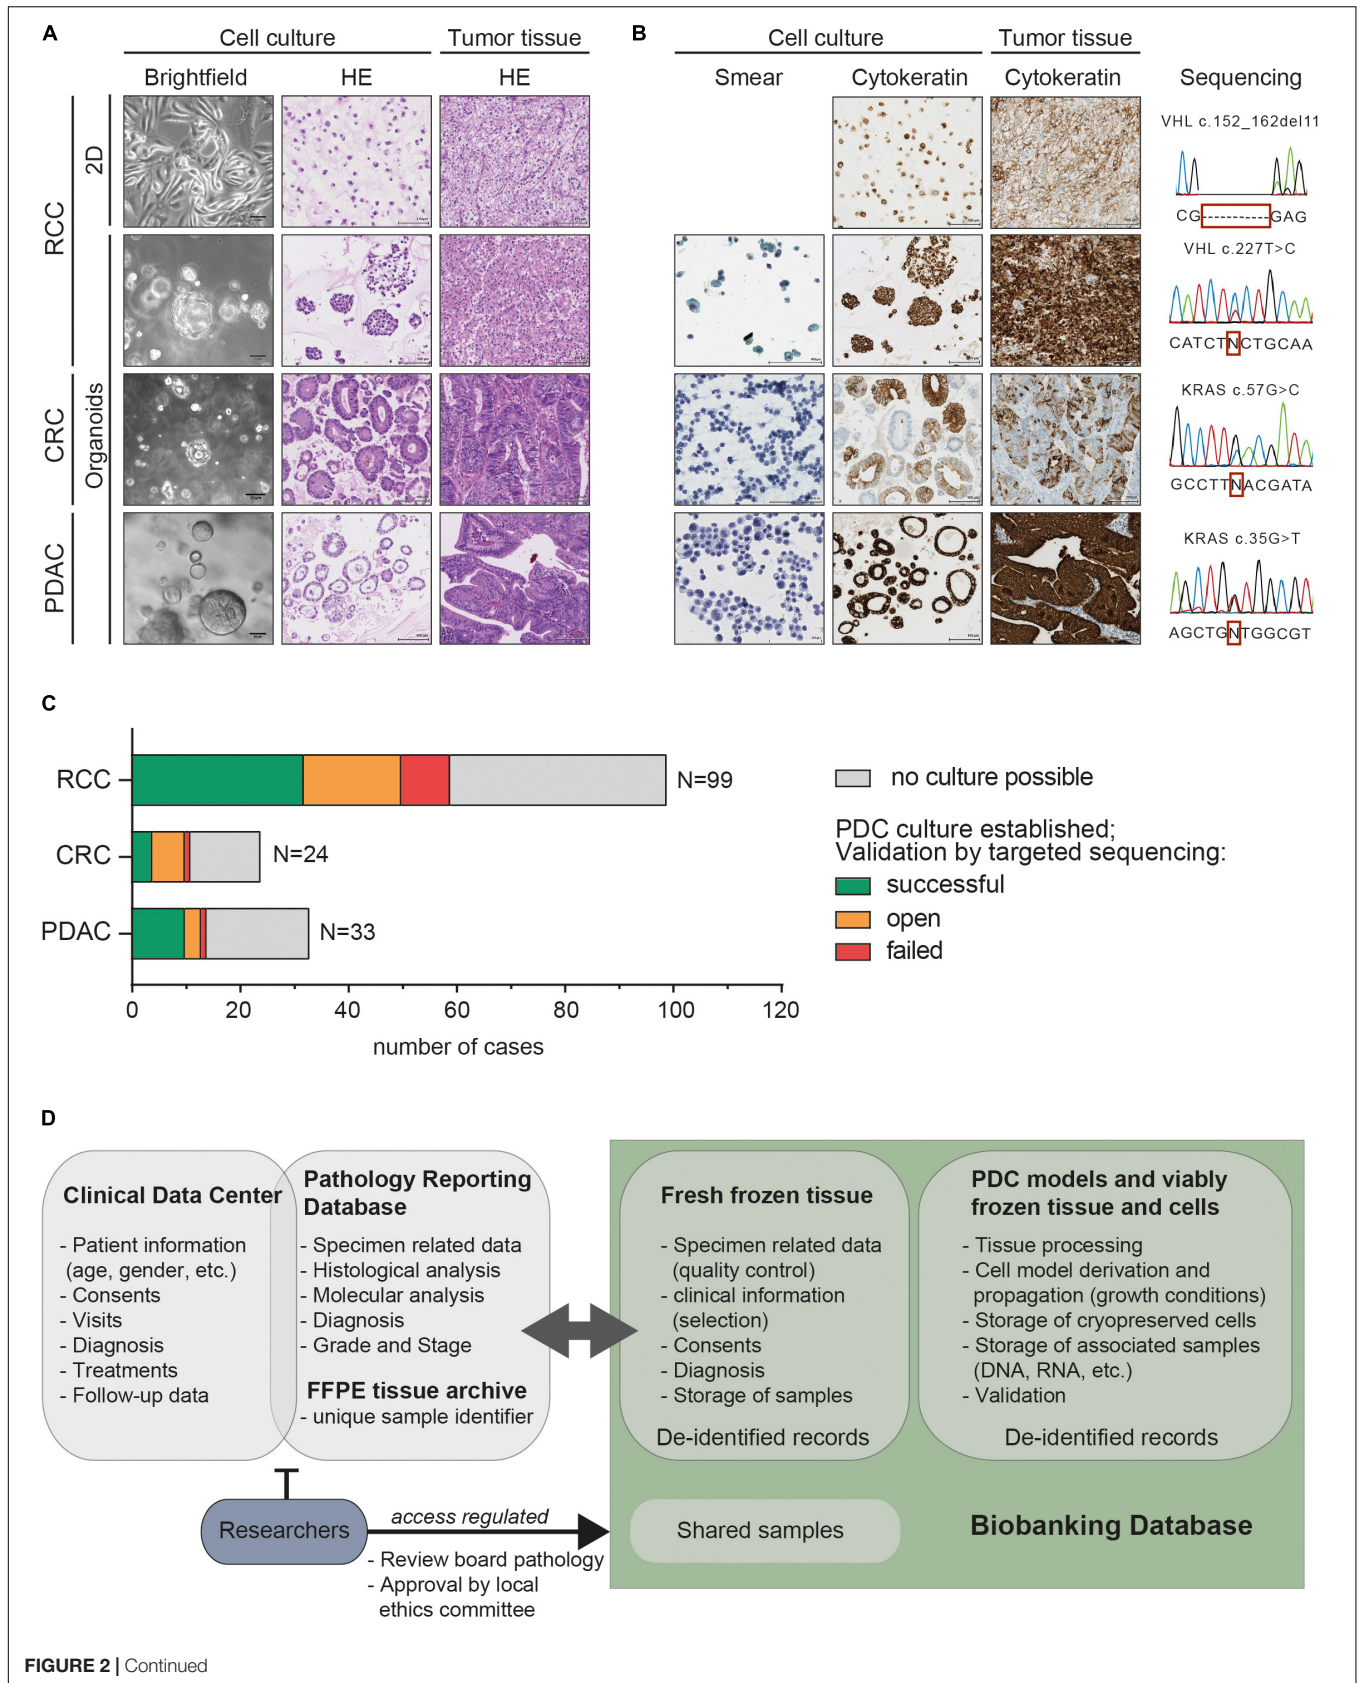 A
Cell culture
Tumor tissue
Brightfield
HE
HE
RCC
2D
CRC
Organoids
PDAC
B
Cell culture
Tumor tissue
Smear
Cytokeratin
Cytokeratin
Sequencing
VHL c.152_162del11
CG-----------GAG
VHL c.227T>C
CATCTNCTGCAA
KRAS c.57G>C
GCCTTNACGATA
KRAS c.35G>T
AGCTGNTGGCGT
C
RCC
N=99
CRC
N=24
PDAC
N=33
0 20 40 60 80 100 120
number of cases
no culture possible
PDC culture established;
Validation by targeted sequencing:
successful
open
failed
D
Clinical Data Center
- Patient information
(age, gender, etc.)
- Consents
- Visits
- Diagnosis
- Treatments
- Follow-up data
Pathology Reporting
Database
- Specimen related data
- Histological analysis
- Molecular analysis
- Diagnosis
- Grade and Stage
FFPE tissue archive
- unique sample identifier
Fresh frozen tissue
- Specimen related data
(quality control)
- clinical information
(selection)
- Consents
- Diagnosis
- Storage of samples
De-identified records
PDC models and viably
frozen tissue and cells
- Tissue processing
- Cell model derivation and
propagation (growth conditions)
- Storage of cryopreserved cells
- Storage of associated samples
(DNA, RNA, etc.)
- Validation
De-identified records
Researchers
access regulated
- Review board pathology
- Approval by local
ethics committee
Shared samples
Biobanking Database
FIGURE 2 | Continued